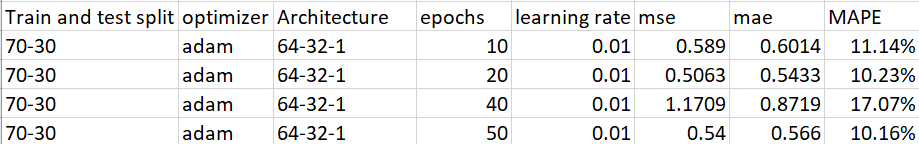 Train and test split optimizer Architecture epochs learning rate mse mae MAPE
70-30 adam 64-32-1 10 0.01 0.589 0.6014 11.14%
70-30 adam 64-32-1 20 0.01 0.5063 0.5433 10.23%
70-30 adam 64-32-1 40 0.01 1.1709 0.8719 17.07%
70-30 adam 64-32-1 50 0.01 0.54 0.566 10.16%